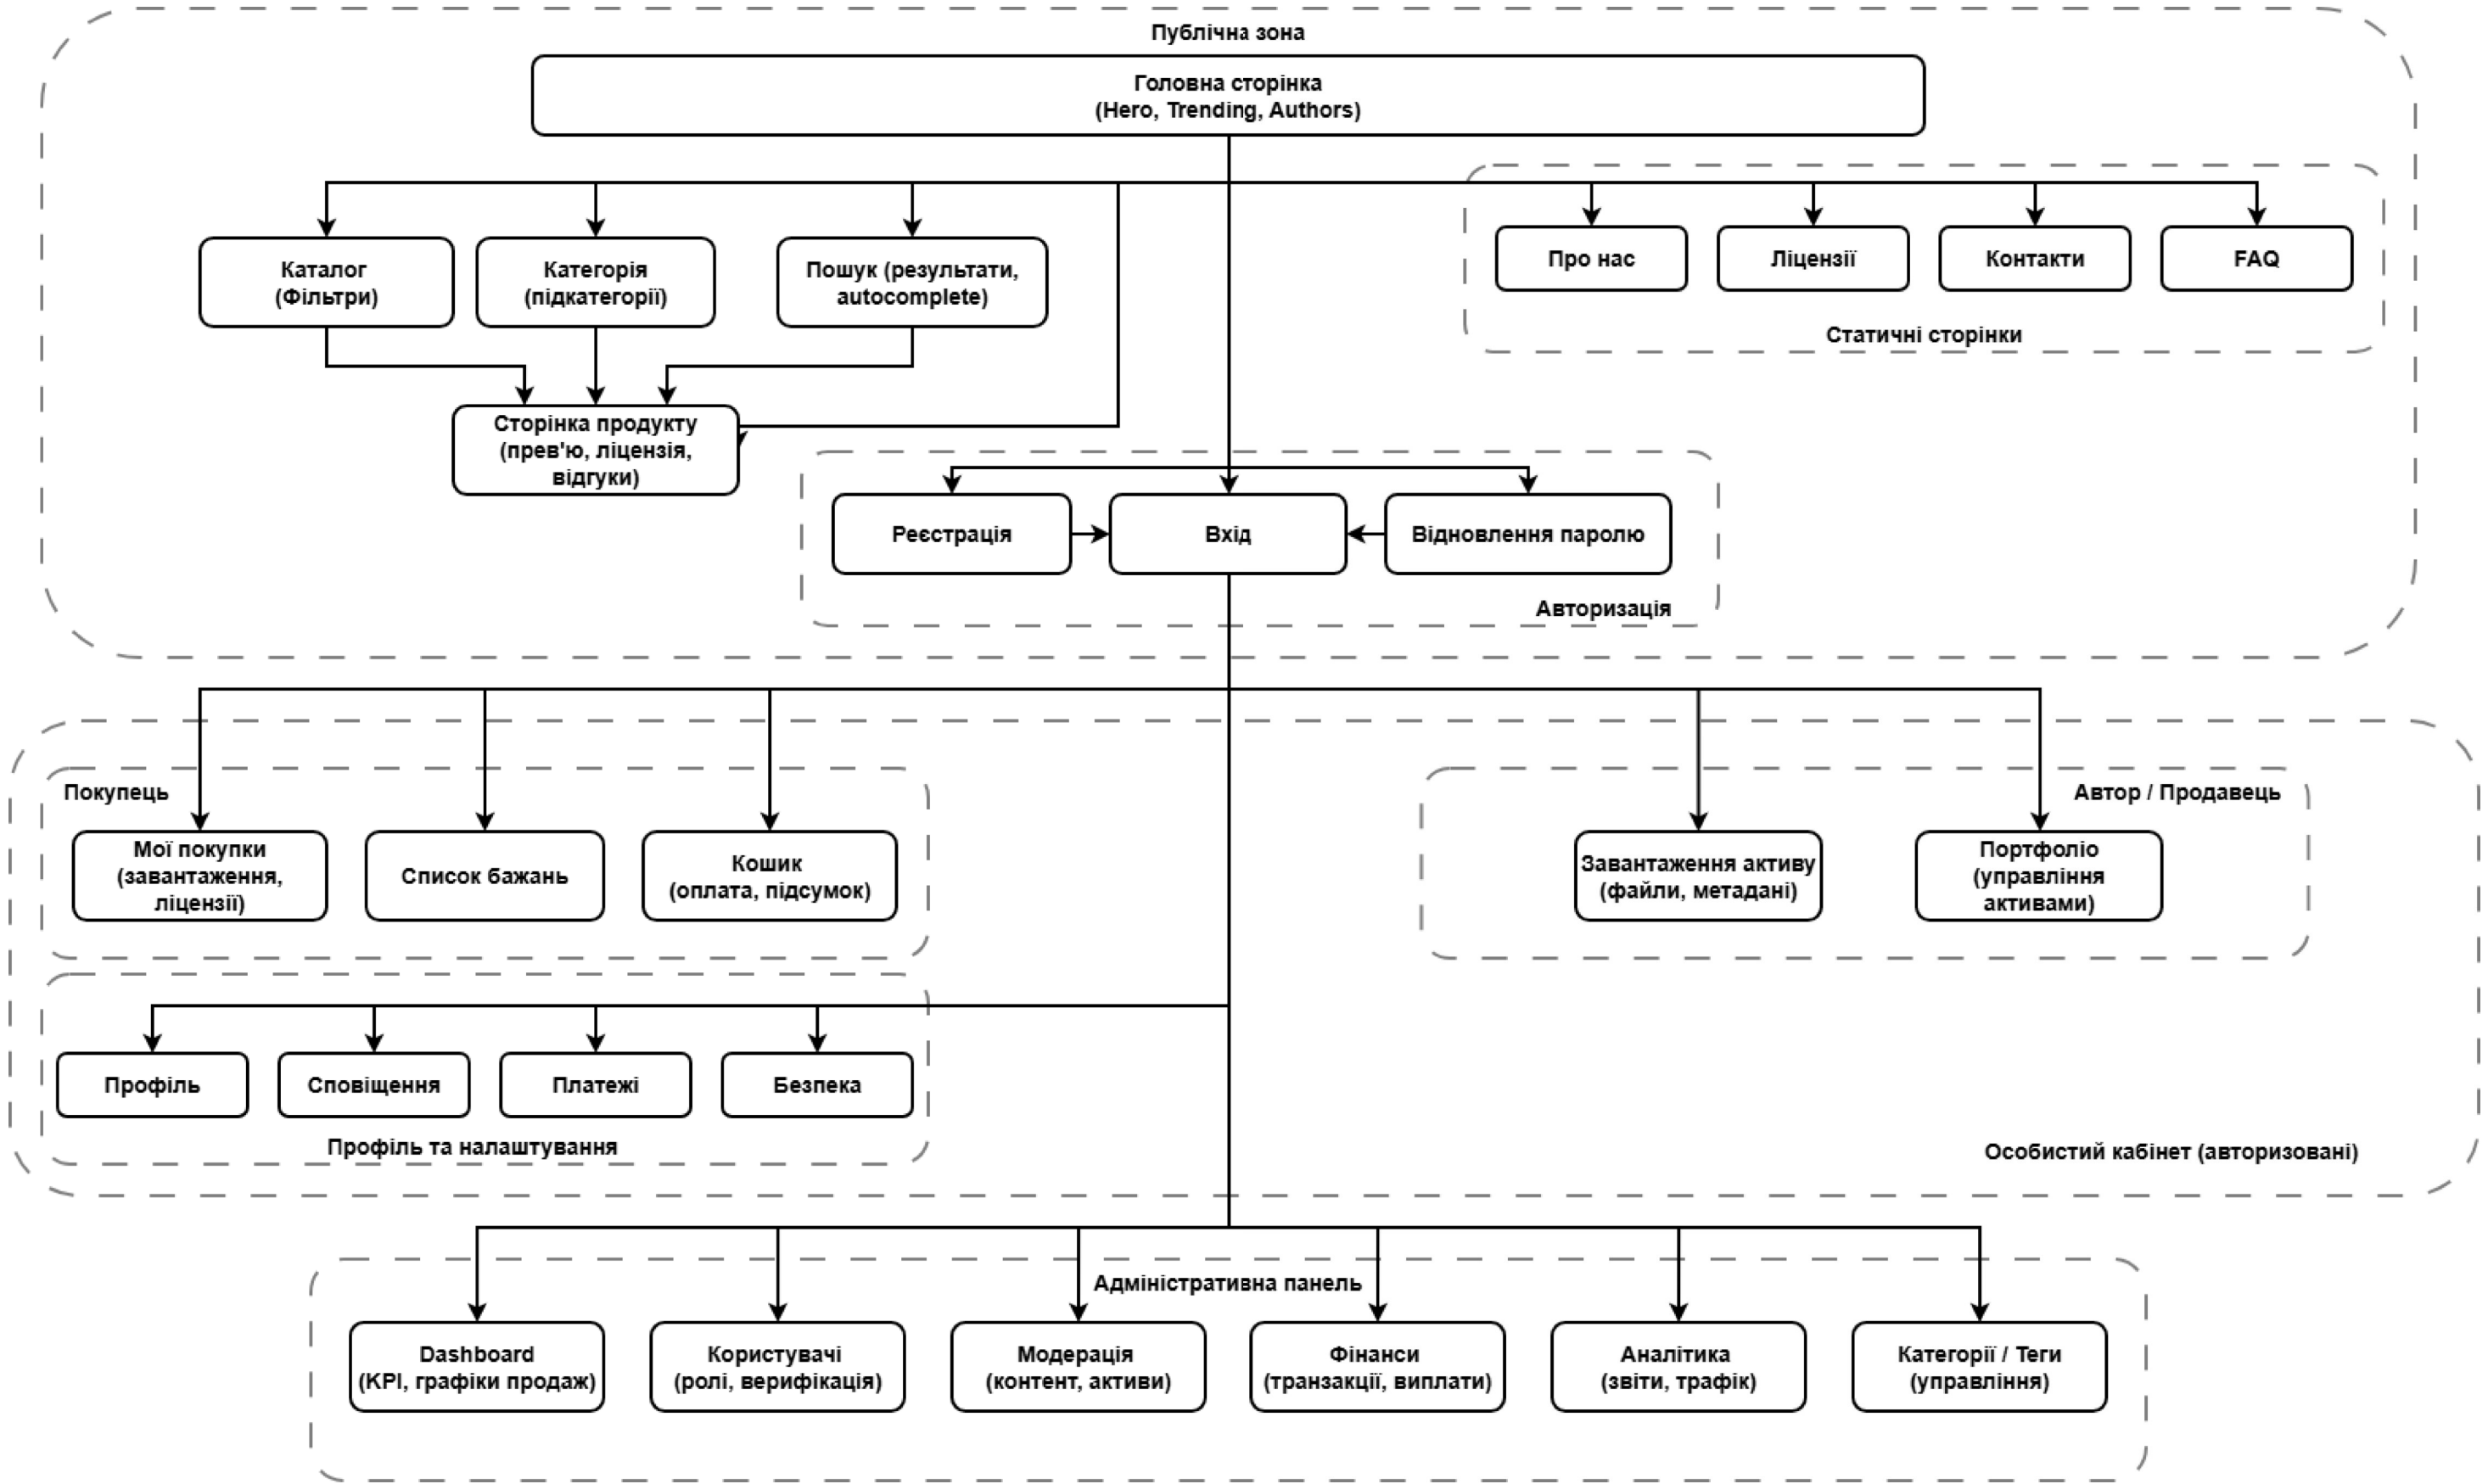 Публічна зона
Головна сторінка
(Hero, Trending, Authors)
Каталог
(Фільтри)
Категорія
(підкатегорії)
Пошук (результати,
autocomplete)
Про нас
Ліцензії
Контакти
FAQ
Статичні сторінки
Сторінка продукту
(прев'ю, ліцензія,
відгуки)
Реєстрація
Вхід
Відновлення паролю
Авторизація
Покупець
Мої покупки
(завантаження,
ліцензії)
Список бажань
Кошик
(оплата, підсумок)
Автор / Продавець
Завантаження активу
(файли, метадані)
Портфоліо
(управління
активами)
Профіль
Сповіщення
Платежі
Безпека
Профіль та налаштування
Особистий кабінет (авторизовані)
Адміністративна панель
Dashboard
(KPI, графіки продаж)
Користувачі
(ролі, верифікація)
Модерація
(контент, активи)
Фінанси
(транзакції, виплати)
Аналітика
(звіти, трафік)
Категорії / Теги
(управління)